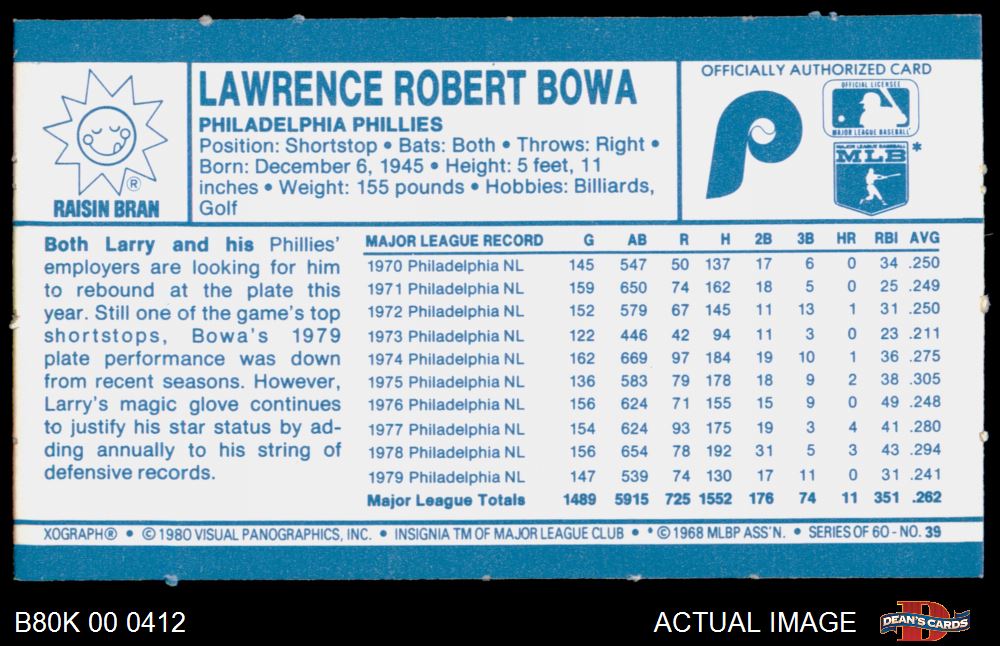 LAWRENCE ROBERT BOWA
PHILADELPHIA PHILLIES
Position: Shortstop • Bats: Both • Throws: Right •
Born: December 6, 1945 • Height: 5 feet, 11
inches • Weight: 155 pounds • Hobbies: Billiards,
Golf
®
RAISIN BRAN
OFFICIALLY AUTHORIZED CARD
OFFICIAL LICENSEE
MAJOR LEAGUE BASEBALL
MAJOR LEAGUE BASEBALL
MLB *
P
Both Larry and his Phillies'
employers are looking for him
to rebound at the plate this
year. Still one of the game's top
shortstops, Bowa's 1979
plate performance was down
from recent seasons. However,
Larry's magic glove continues
to justify his star status by ad-
ding annually to his string of
defensive records.
MAJOR LEAGUE RECORD G AB R H 2B 3B HR RBI AVG
1970 Philadelphia NL 145 547 50 137 17 6 0 34 .250
1971 Philadelphia NL 159 650 74 162 18 5 0 25 .249
1972 Philadelphia NL 152 579 67 145 11 13 1 31 .250
1973 Philadelphia NL 122 446 42 94 11 3 0 23 .211
1974 Philadelphia NL 162 669 97 184 19 10 1 36 .275
1975 Philadelphia NL 136 583 79 178 18 9 2 38 .305
1976 Philadelphia NL 156 624 71 155 15 9 0 49 .248
1977 Philadelphia NL 154 624 93 175 19 3 4 41 .280
1978 Philadelphia NL 156 654 78 192 31 5 3 43 .294
1979 Philadelphia NL 147 539 74 130 17 11 0 31 .241
Major League Totals 1489 5915 725 1552 176 74 11 351 .262
XOGRAPH® • © 1980 VISUAL PANOGRAPHICS, INC. • INSIGNIA TM OF MAJOR LEAGUE CLUB • *© 1968 MLBP ASS'N. • SERIES OF 60 - NO. 39
B80K 00 0412
ACTUAL IMAGE
D
DEAN'S CARDS